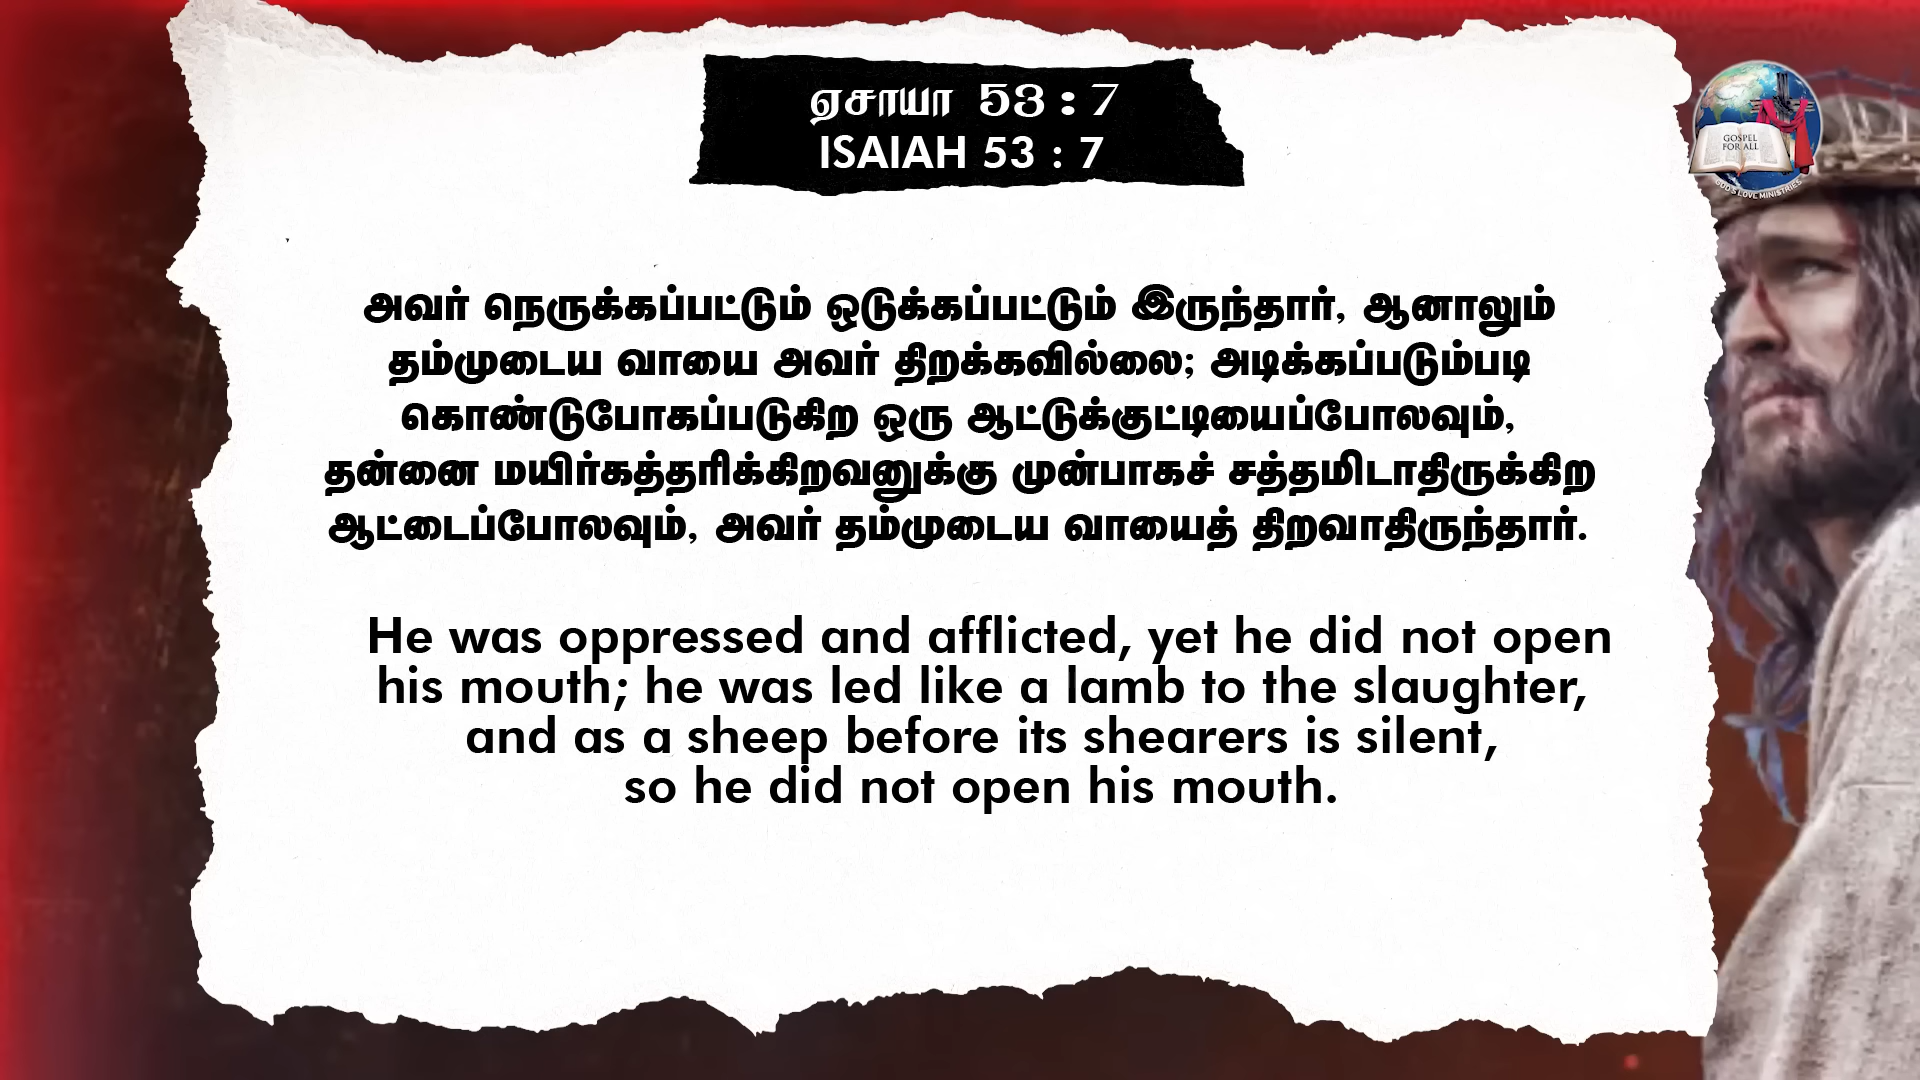 ஏசாயா 53 : 7
ISAIAH 53 : 7
GOSPEL
FOR ALL
GOD'S LOVE MINISTRIES
அவர் நெருக்கப்பட்டும் ஒடுக்கப்பட்டும் இருந்தார், ஆனாலும்
தம்முடைய வாயை அவர் திறக்கவில்லை; அடிக்கப்படும்படி
கொண்டுபோகப்படுகிற ஒரு ஆட்டுக்குட்டியைப்போலவும்,
தன்னை மயிர்கத்தரிக்கிறவனுக்கு முன்பாகச் சத்தமிடாதிருக்கிற
ஆட்டைப்போலவும், அவர் தம்முடைய வாயைத் திறவாதிருந்தார்.
He was oppressed and afflicted, yet he did not open
his mouth; he was led like a lamb to the slaughter,
and as a sheep before its shearers is silent,
so he did not open his mouth.